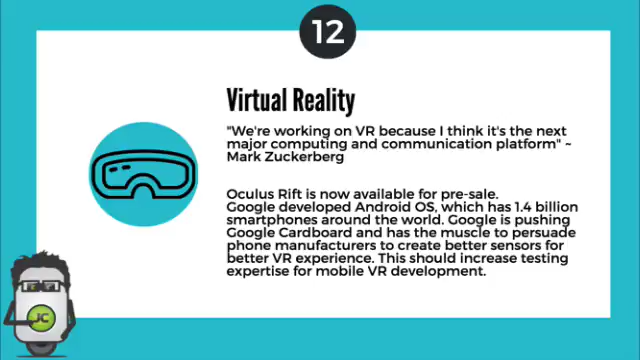 12
Virtual Reality
"We're working on VR because I think it's the next
major computing and communication platform" ~
Mark Zuckerberg
Oculus Rift is now available for pre-sale.
Google developed Android OS, which has 1.4 billion
smartphones around the world. Google is pushing
Google Cardboard and has the muscle to persuade
phone manufacturers to create better sensors for
better VR experience. This should increase testing
expertise for mobile VR development.
JC